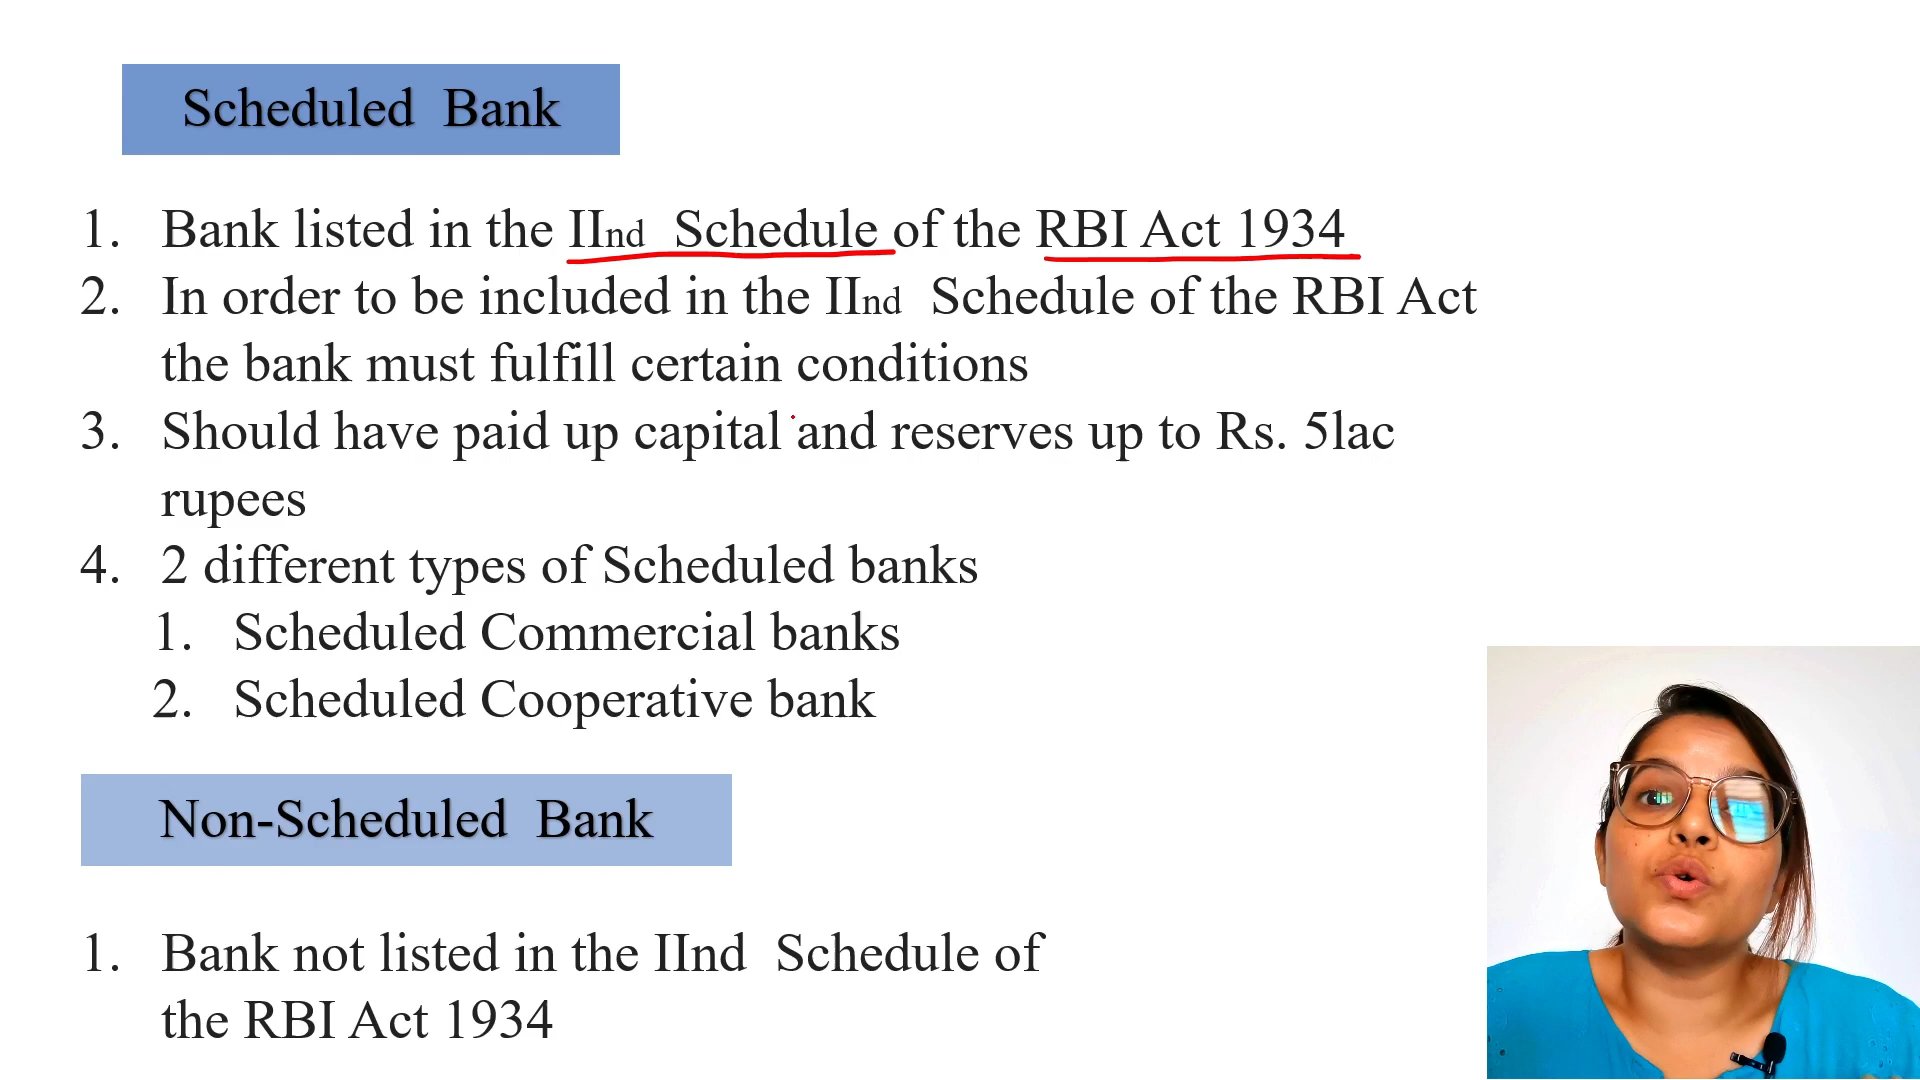 Scheduled Bank
1. Bank listed in the IInd Schedule of the RBI Act 1934
2. In order to be included in the IInd Schedule of the RBI Act
the bank must fulfill certain conditions
3. Should have paid up capital and reserves up to Rs. 5lac
rupees
4. 2 different types of Scheduled banks
1. Scheduled Commercial banks
2. Scheduled Cooperative bank
Non-Scheduled Bank
1. Bank not listed in the IInd Schedule of
the RBI Act 1934